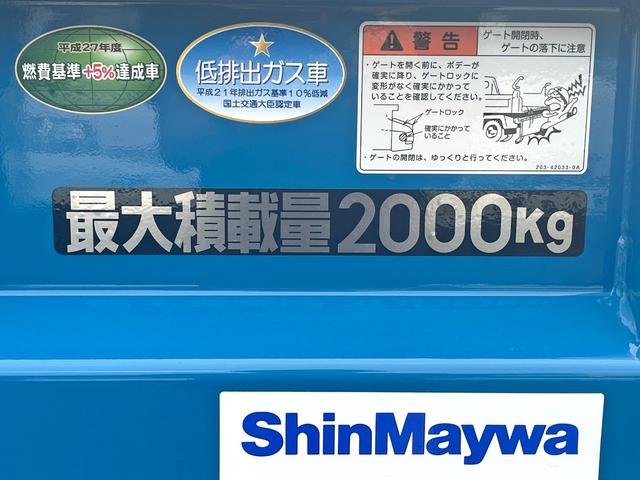 平成27年度
燃費基準+5%達成車
低排出ガス車
平成21年排出ガス基準10%低減
国土交通大臣認定車
警告
ゲート開閉時、
ゲートの落下に注意
・ゲートを開く前に、ボデーが
確実に降り、ゲートロックに
変形がなく確実にかかって
いることを確認してください。
ゲートロック
確実にかかって
いること
・ゲートの開閉は、ゆっくりと行ってください。
203-42033-0A
最大積載量2000Kg
ShinMaywa